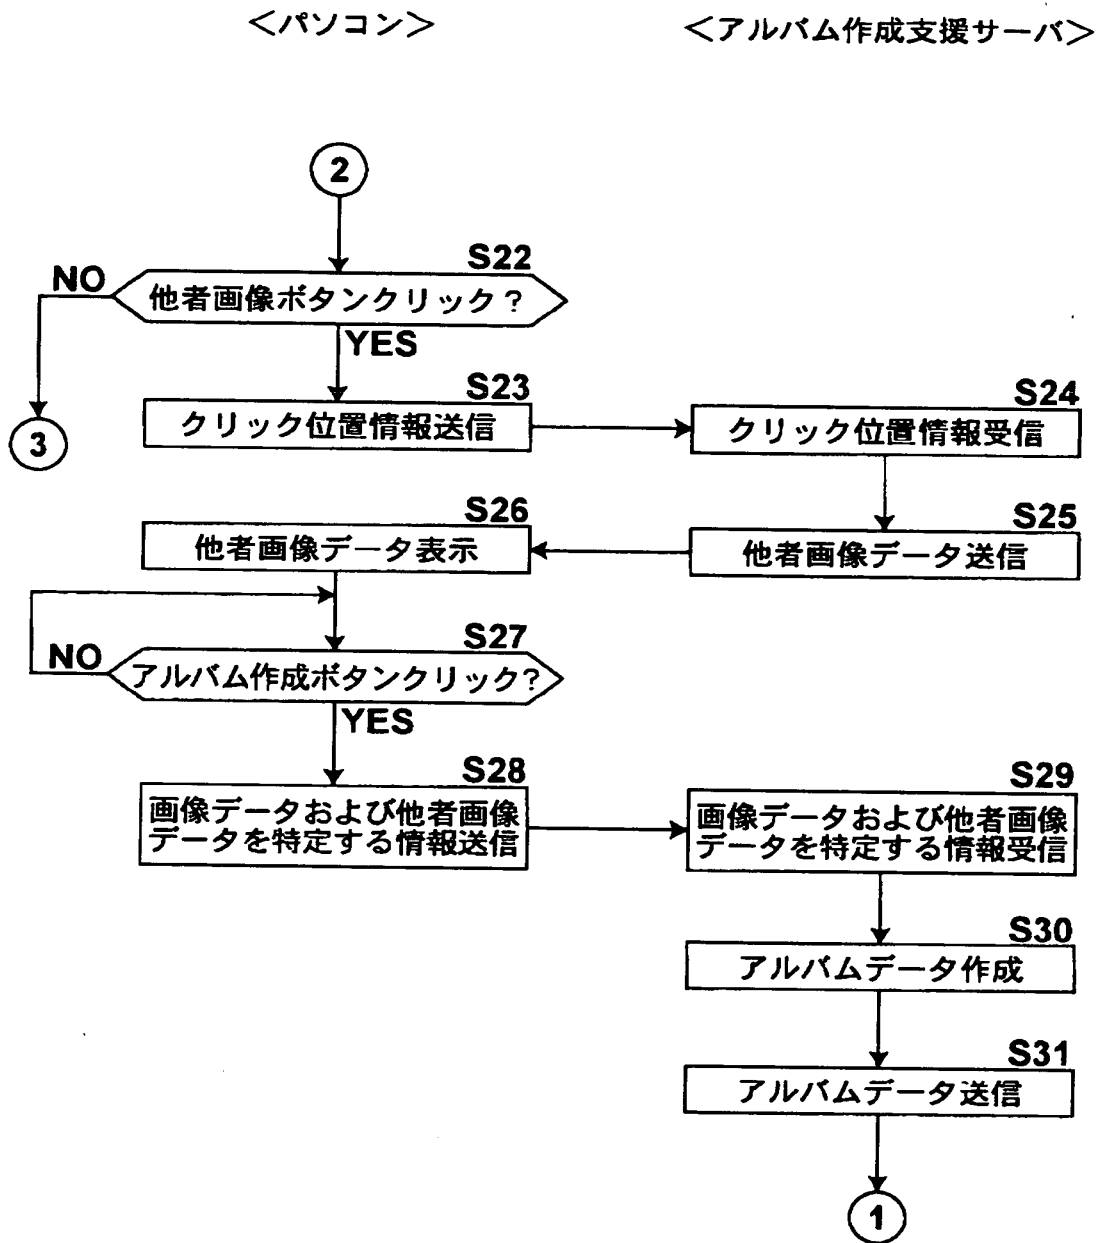 <パソコン>
<アルバム作成支援サーバ>
2
S22
NO
他者画像ボタンクリック?
YES
3
S23
クリック位置情報送信
S24
クリック位置情報受信
S26
他者画像データ表示
S25
他者画像データ送信
S27
NO
アルバム作成ボタンクリック?
YES
S28
画像データおよび他者画像
データを特定する情報送信
S29
画像データおよび他者画像
データを特定する情報受信
S30
アルバムデータ作成
S31
アルバムデータ送信
1